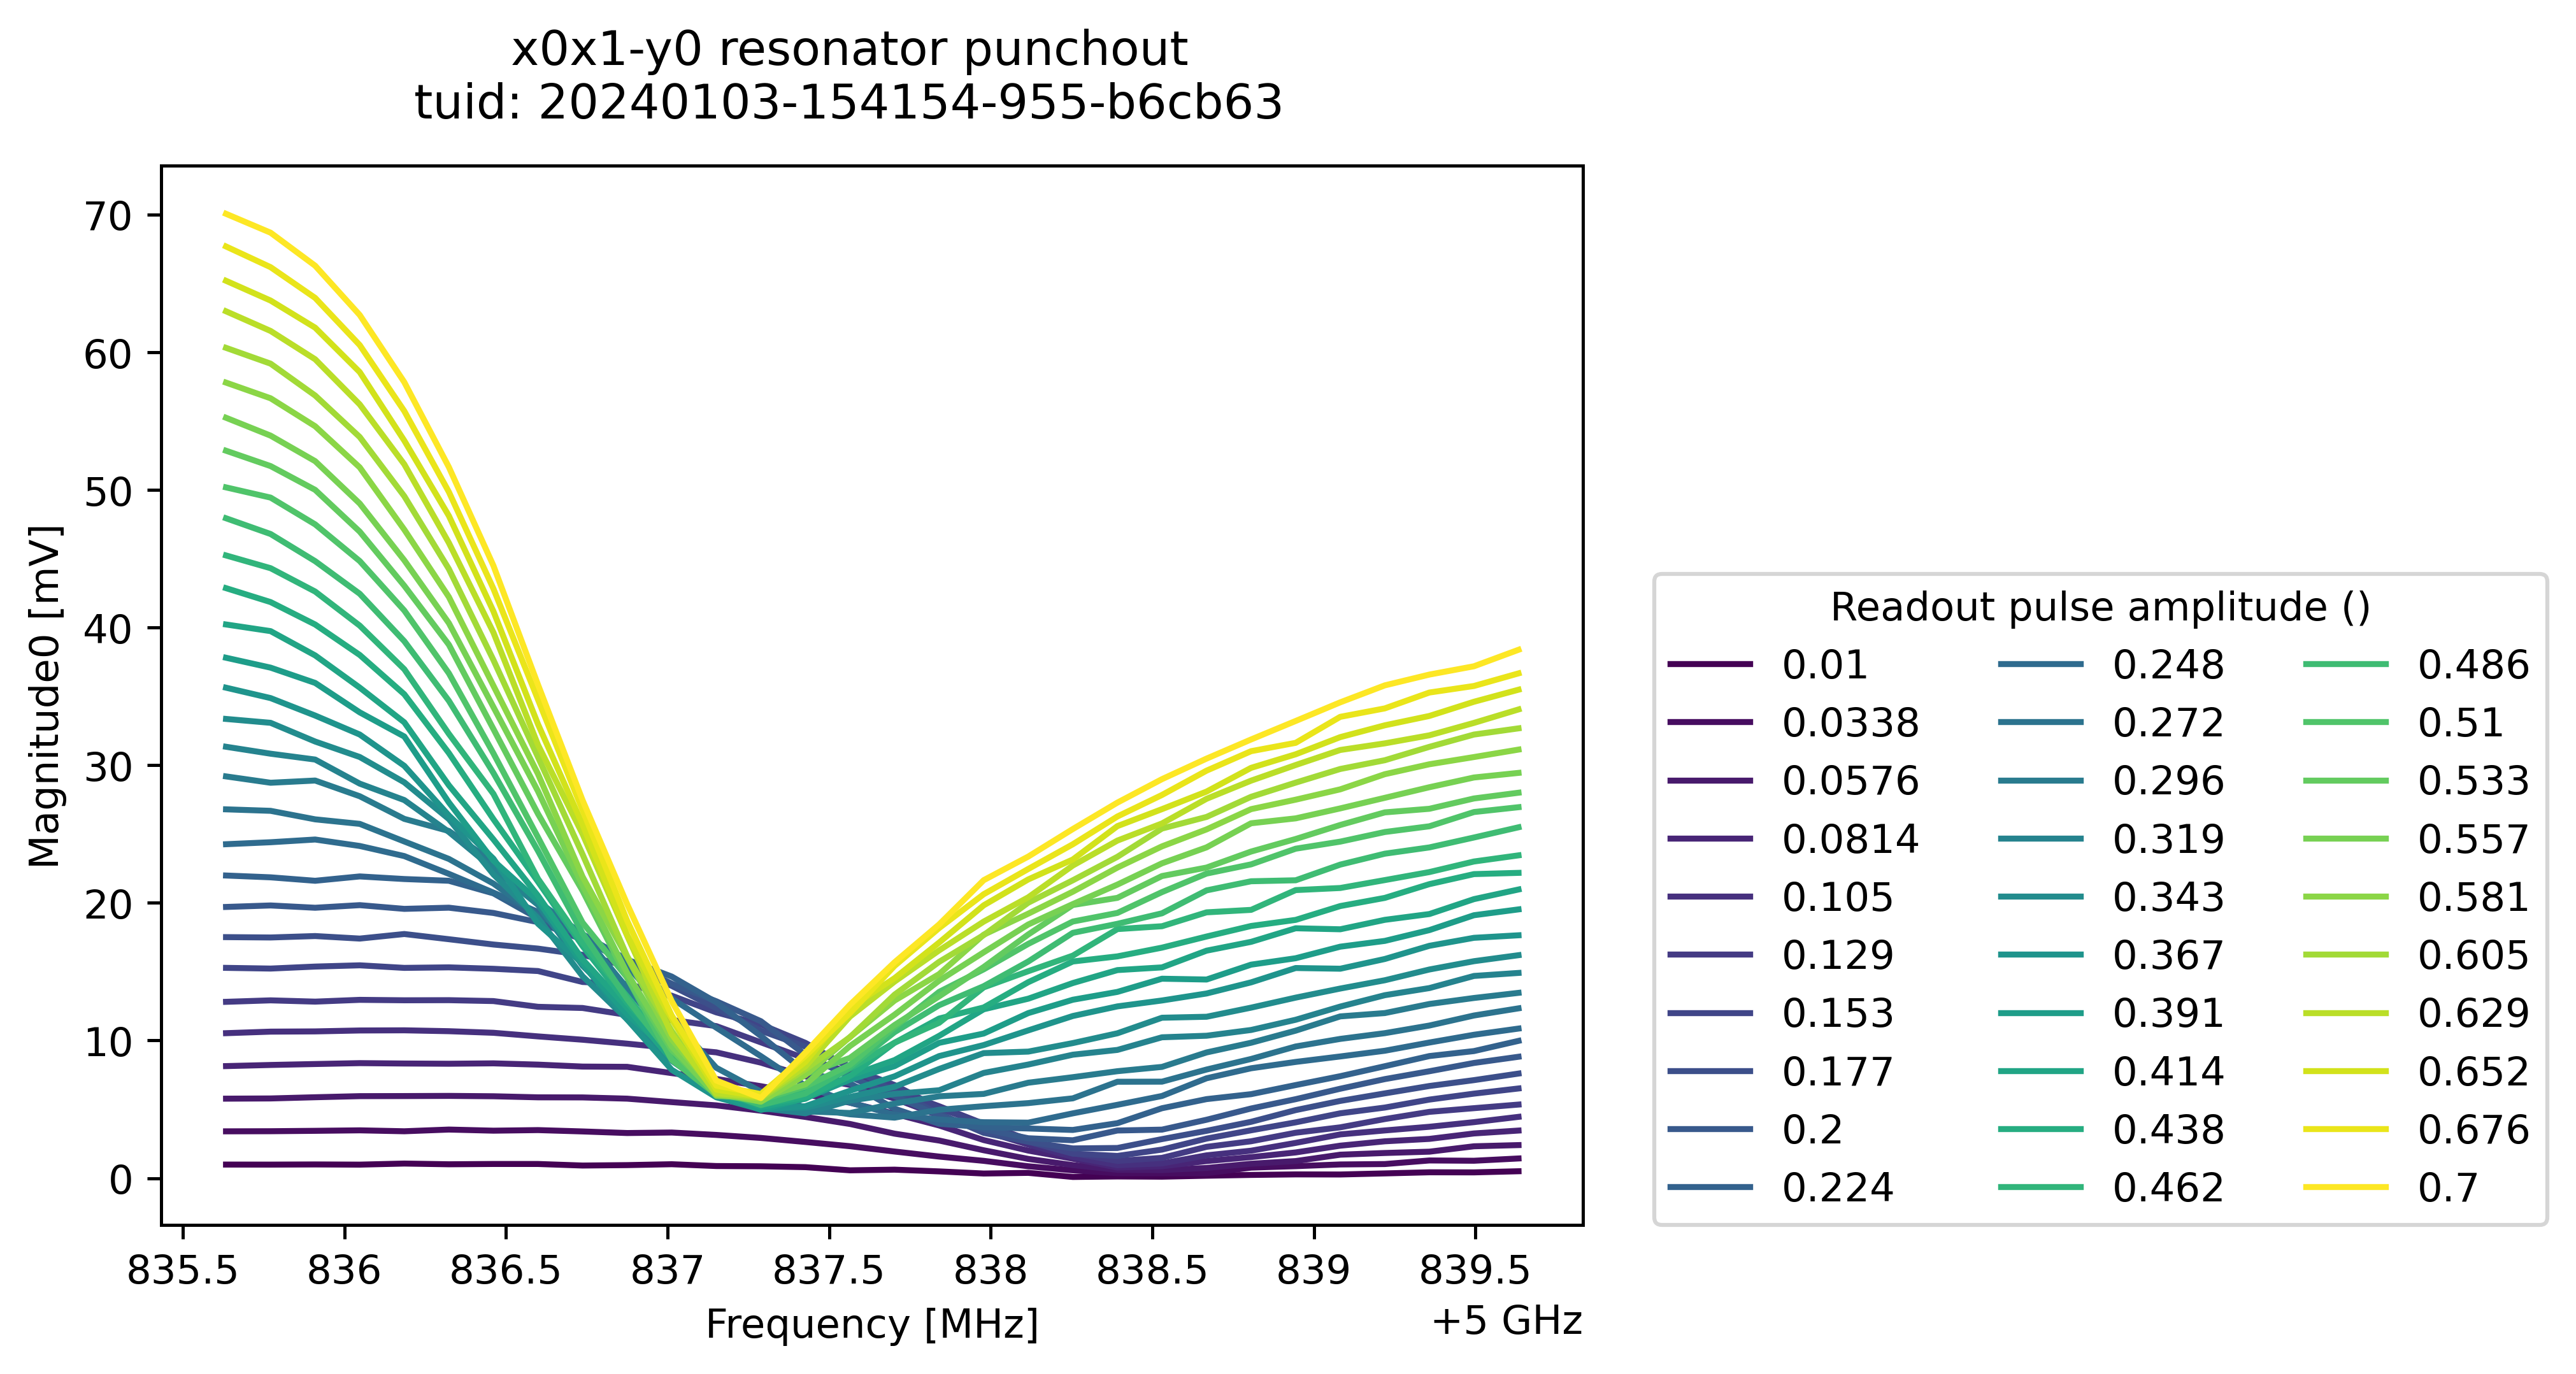 x0x1-y0 resonator punchout
tuid: 20240103-154154-955-b6cb63
Magnitude0 [mV]
70
60
50
40
30
20
10
0
835.5 836 836.5 837 837.5 838 838.5 839 839.5
Frequency [MHz]
+5 GHz
Readout pulse amplitude ()
0.01 0.248 0.486
0.0338 0.272 0.51
0.0576 0.296 0.533
0.0814 0.319 0.557
0.105 0.343 0.581
0.129 0.367 0.605
0.153 0.391 0.629
0.177 0.414 0.652
0.2 0.438 0.676
0.224 0.462 0.7